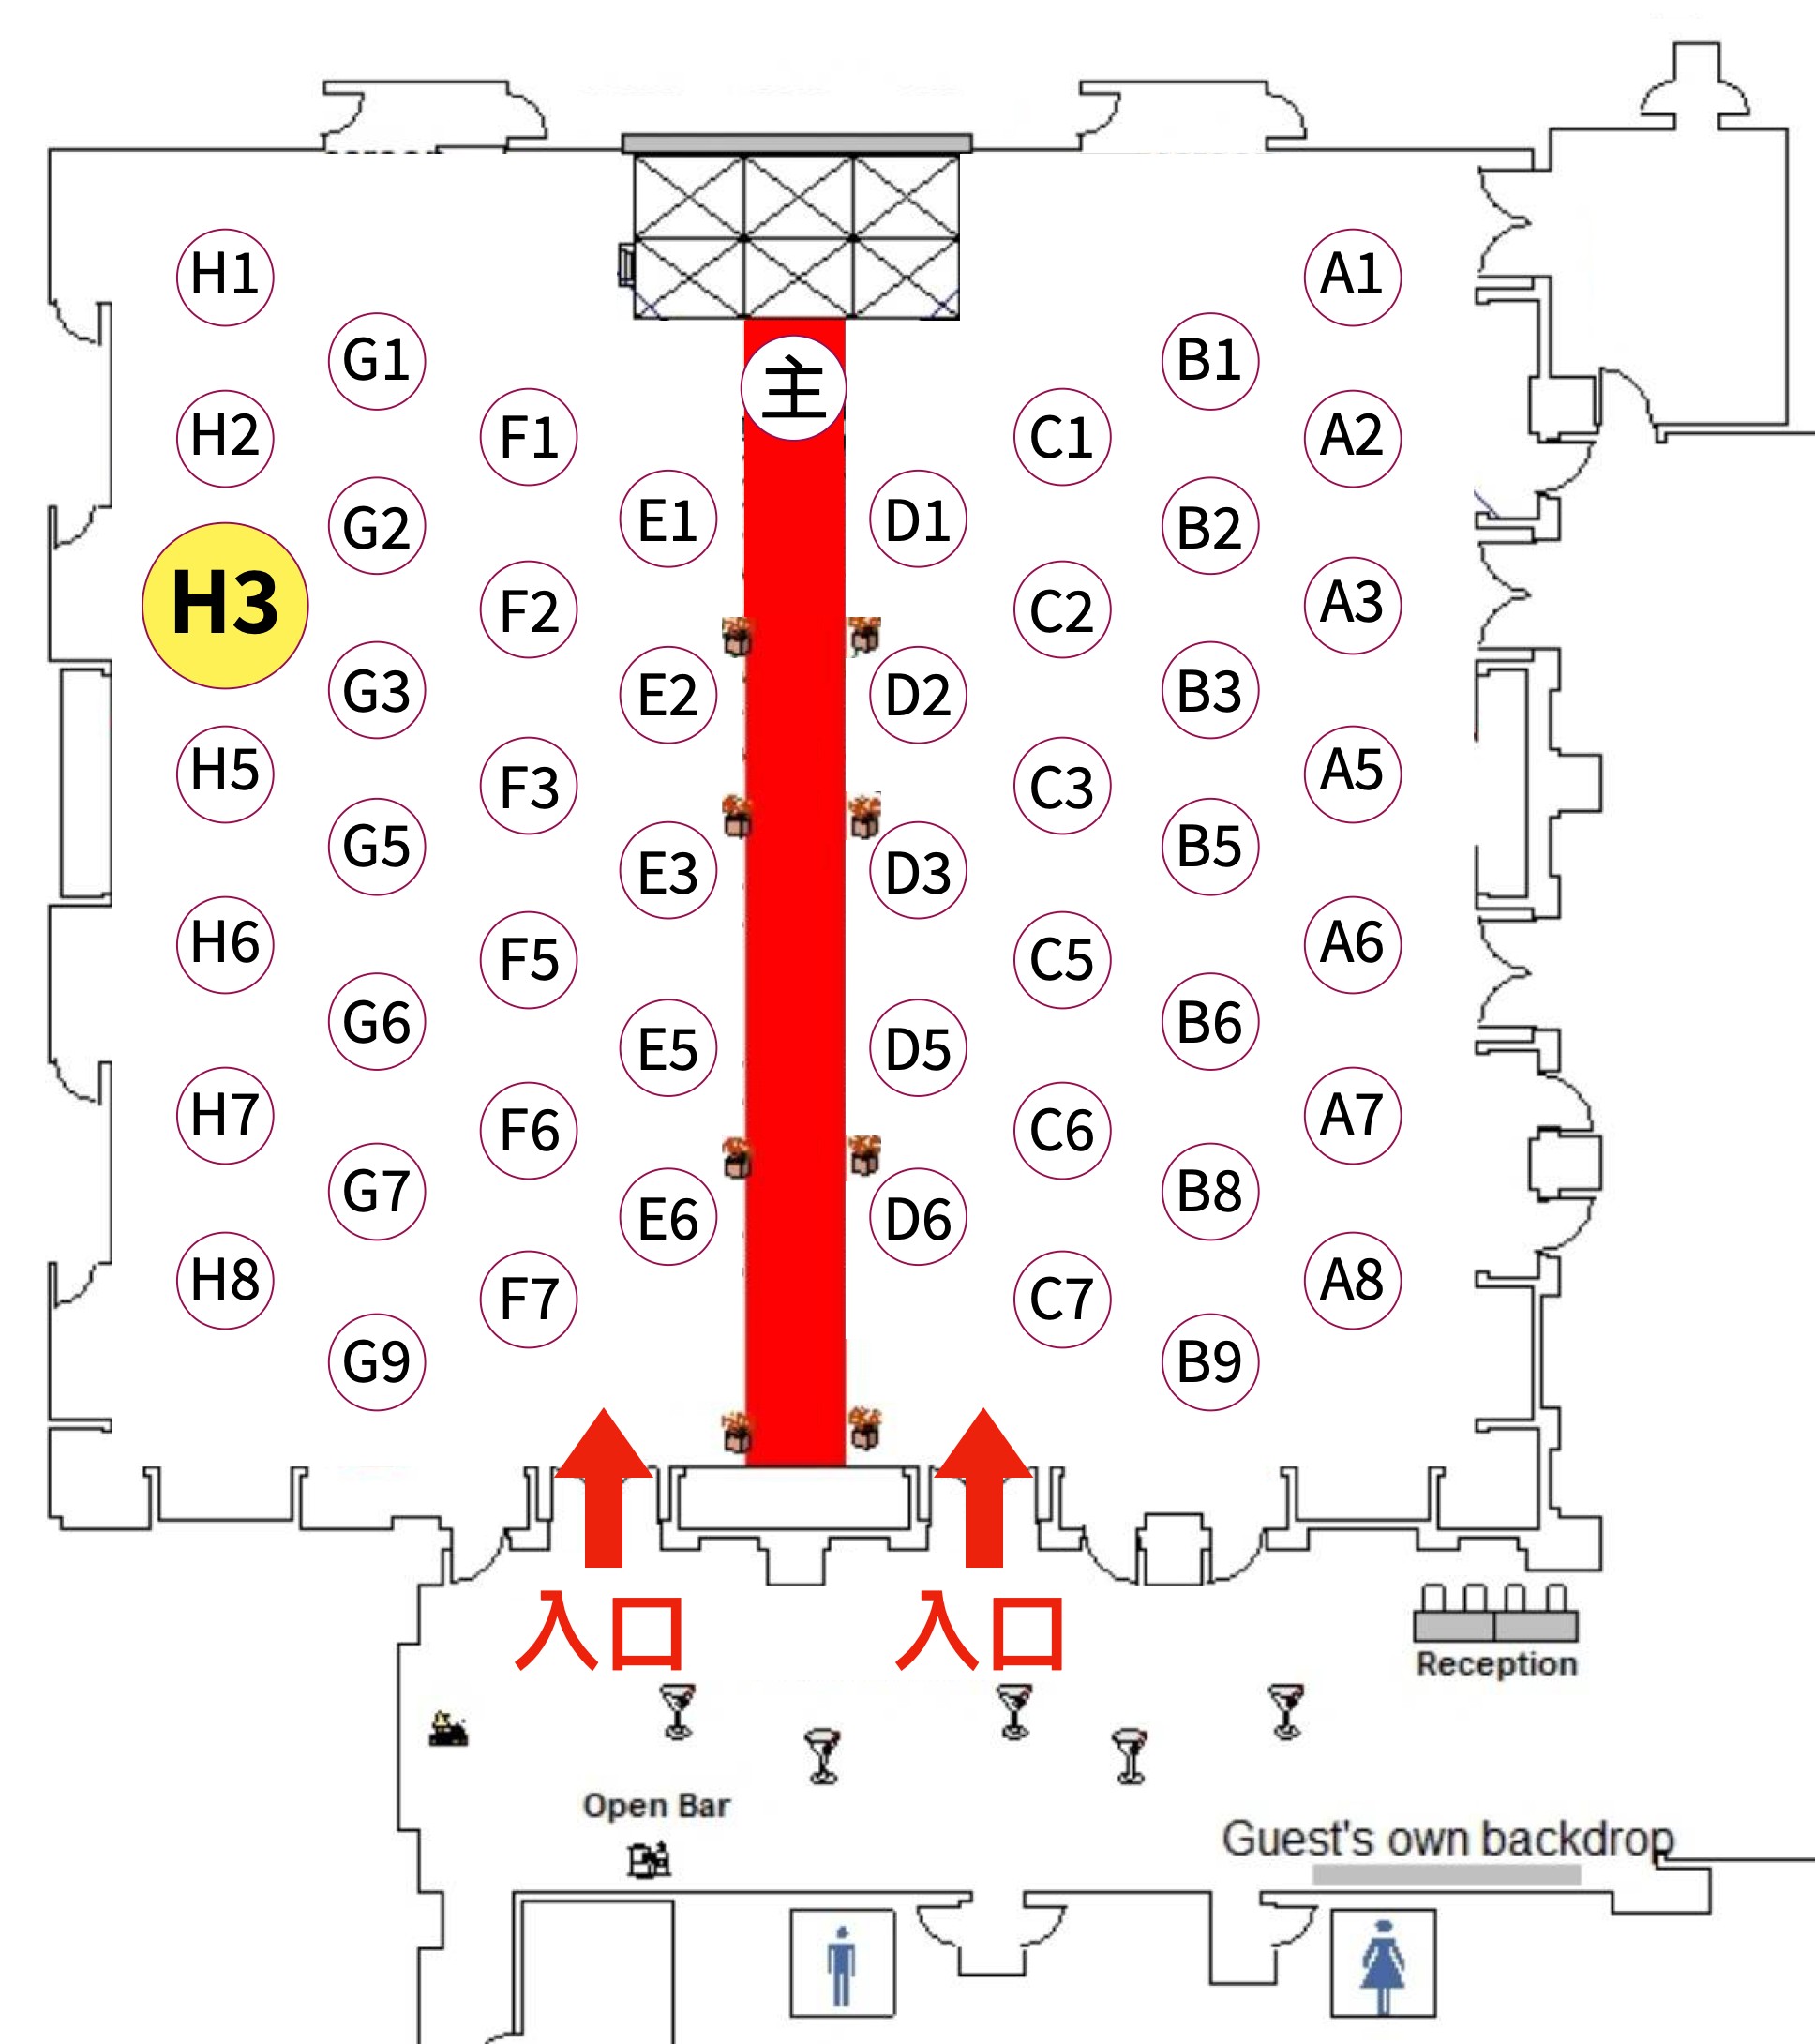 H1
A1
G1
B1
主
H2
F1
C1
A2
G2
E1
D1
B2
H3
F2
C2
A3
G3
E2
D2
B3
H5
F3
C3
A5
G5
E3
D3
B5
H6
F5
C5
A6
G6
E5
D5
B6
H7
F6
C6
A7
G7
E6
D6
B8
H8
F7
C7
A8
G9
B9
入口
入口
Reception
Open Bar
Guest's own backdrop